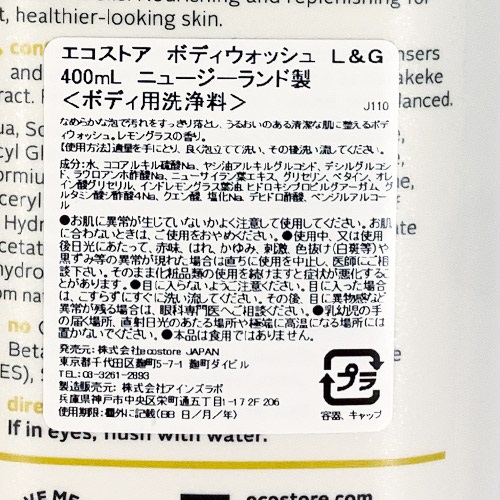 t, healthier-looking skin.
エコストア ボディウォッシュ L&G
400mL ニュージーランド製
＜ボディ用洗浄料＞
J110
なめらかな泡で汚れをすっきり落とし、うるおいのある清潔な肌に整えるボデ
ィウォッシュ。レモングラスの香り。
【使用方法】適量を手にとり、良く泡立てて洗い、その後洗い流してください。
成分：水、ココアルキル硫酸Na、ヤシ油アルキルグルコシド、デシルグルコシ
ド、ラウロアンホ酢酸Na、ニューサイラン葉エキス、グリセリン、ベタイン、オレ
イン酸グリセリル、インドレモングラス葉油、ヒドロキシプロピルグアーガム、グ
ルタミン酸ジ酢酸4Na、クエン酸、塩化Na、デヒドロ酢酸、ベンジルアルコー
ル
●お肌に異常が生じていないかよく注意して使用してください。お肌
に合わないときは、ご使用をおやめください。●使用中、又は使用
後日光にあたって、赤味、はれ、かゆみ、刺激、色抜け(白斑等)や
黒ずみ等の異常が現れた場合は直ちに使用を中止し、医師にご相
談下さい。そのまま化粧品類の使用を続けますと症状が悪化するこ
とがあります。●目に入らないようご注意ください。目に入った場合
は、こすらずにすぐに洗い流してください。その後、目に異物感など
異常が残る場合は、眼科専門医へご相談ください。●乳幼児の手
の届く場所、直射日光のあたる場所や極端に高温になる場所には
置かないでください。●本品は食用ではありません。
発売元：株式会社ecostore JAPAN
東京都千代田区麹町5-7-1 麹町ダイビル
TEL：03-3261-2893
製造販売元：株式会社アインズラボ
兵庫県神戸市中央区栄町通五丁目1-1 72F 206
使用期限：欄外に記載(BB 日／月／年)
プラ
容器、キャップ
If in eyes, flush with water.
ecostore.com